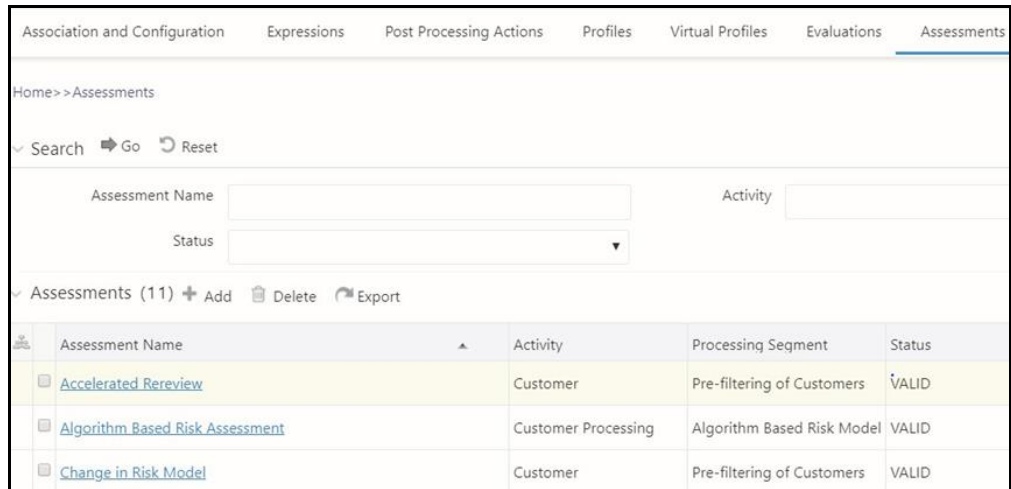 Association and Configuration Expressions Post Processing Actions Profiles Virtual Profiles Evaluations Assessments
Home>>Assessments
Search Go Reset
Assessment Name Activity
Status
Assessments (11) Add Delete Export
Assessment Name Activity Processing Segment Status
Accelerated Rereview Customer Pre-filtering of Customers VALID
Algorithm Based Risk Assessment Customer Processing Algorithm Based Risk Model VALID
Change in Risk Model Customer Pre-filtering of Customers VALID